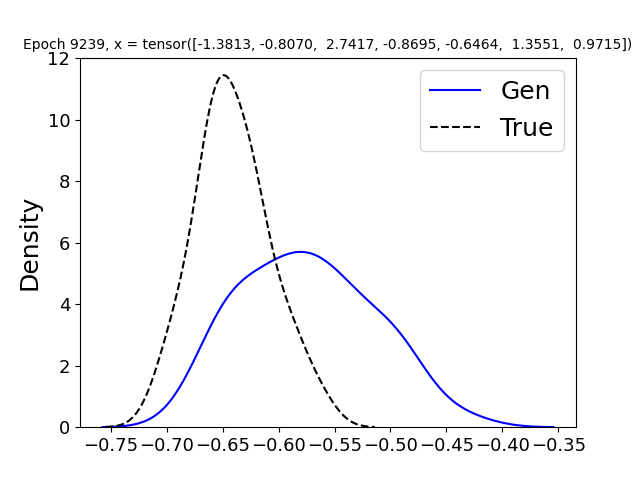 Epoch 9239, x = tensor([-1.3813, -0.8070,  2.7417, -0.8695, -0.6464,  1.3551,  0.9715])
12
10
8
6
4
2
0
Density
Gen
True
−0.75 −0.70 −0.65 −0.60 −0.55 −0.50 −0.45 −0.40 −0.35